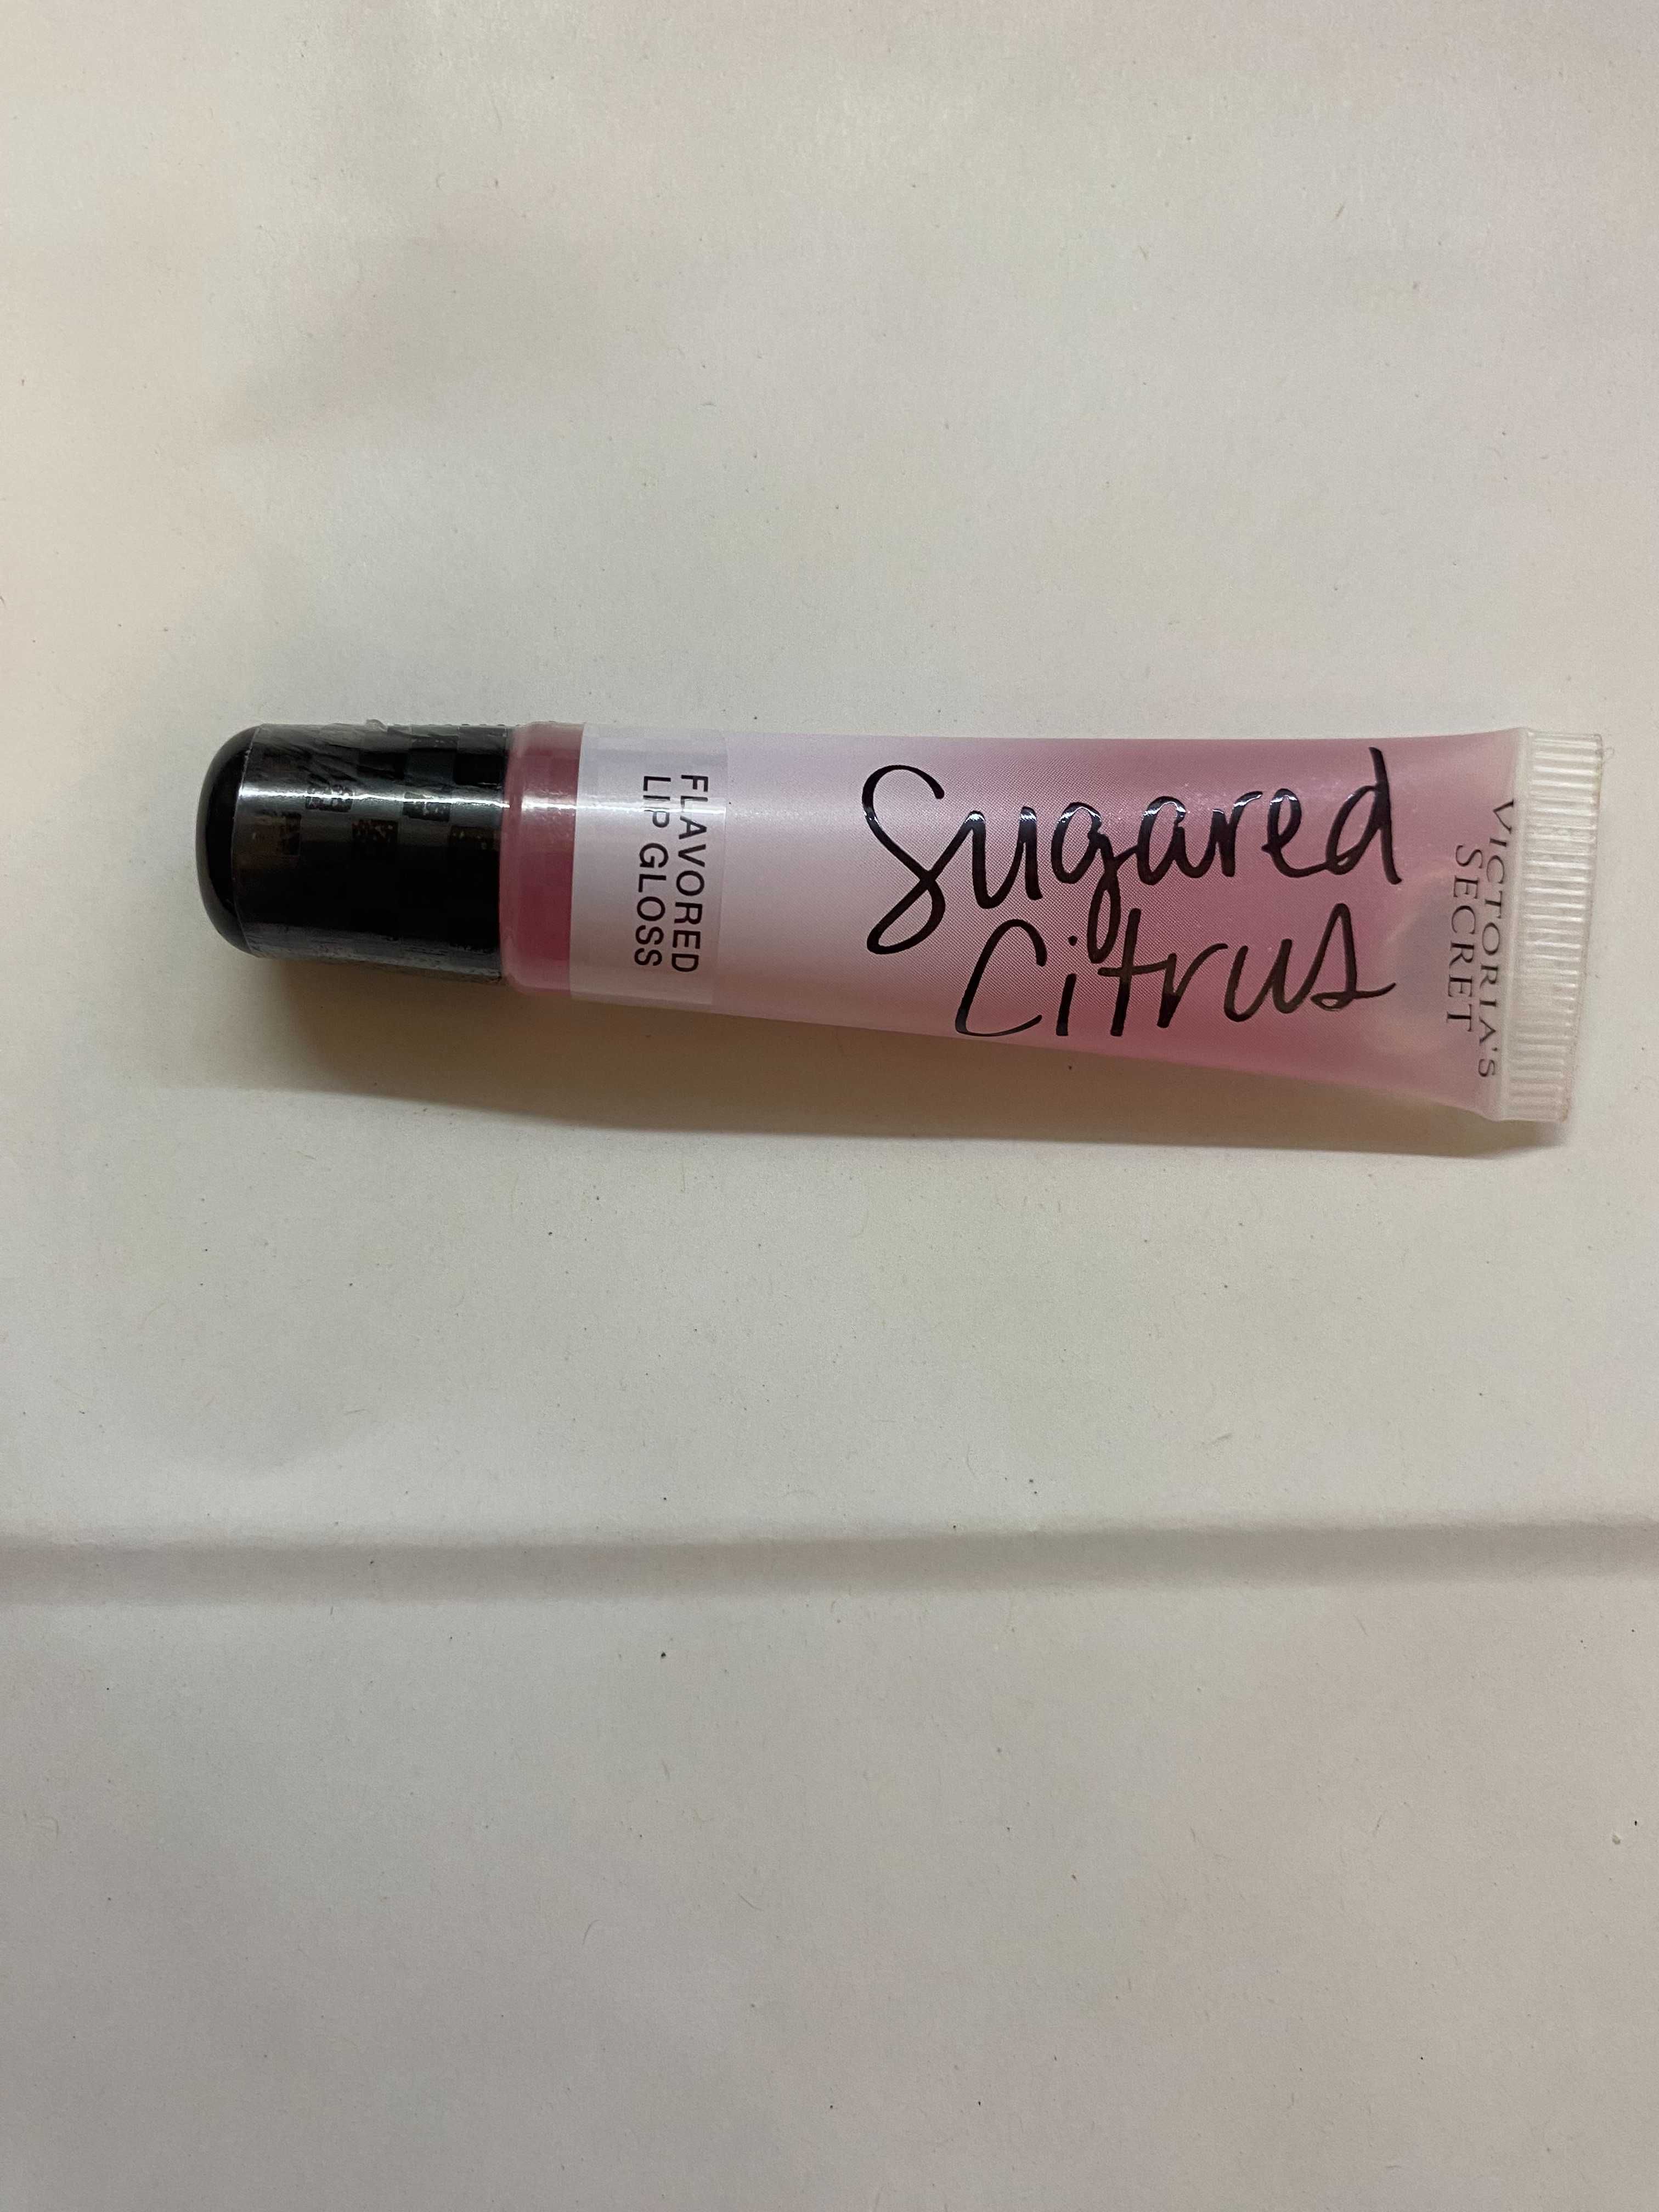 VICTORIA'S
SECRET
Sugared
Citrus
FLAVORED
LIP GLOSS